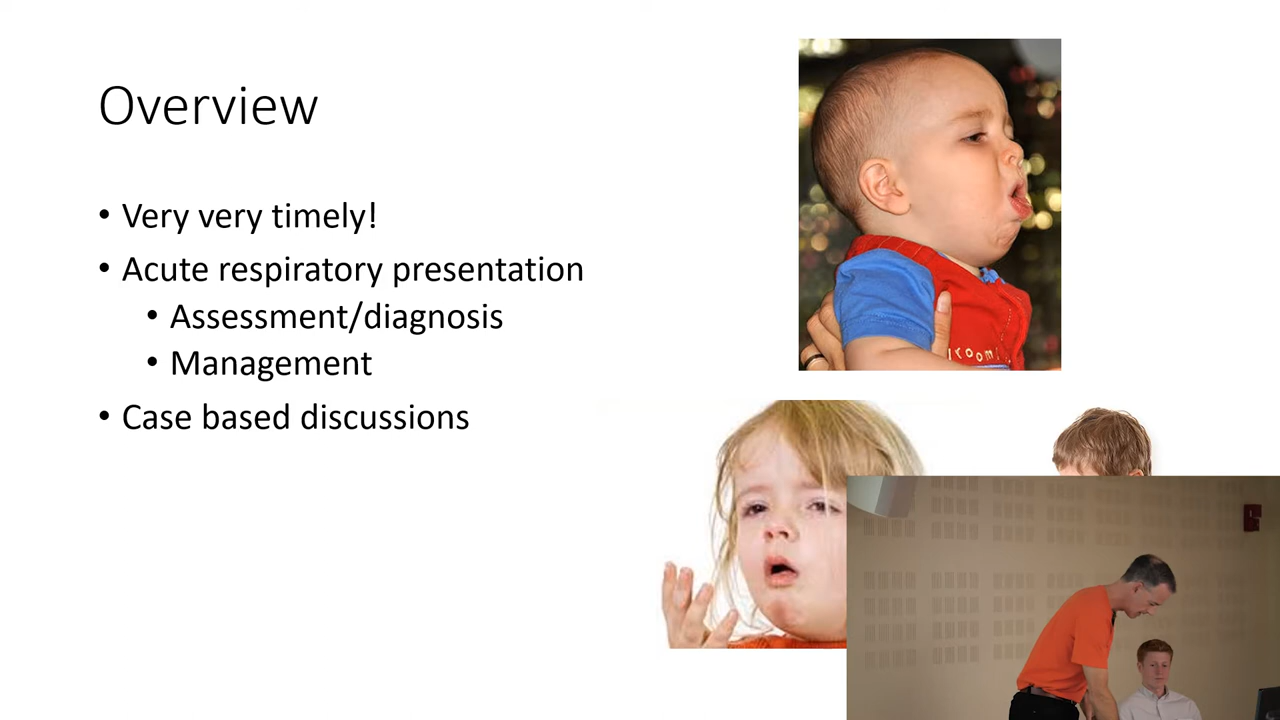 Overview
• Very very timely!
• Acute respiratory presentation
• Assessment/diagnosis
• Management
• Case based discussions